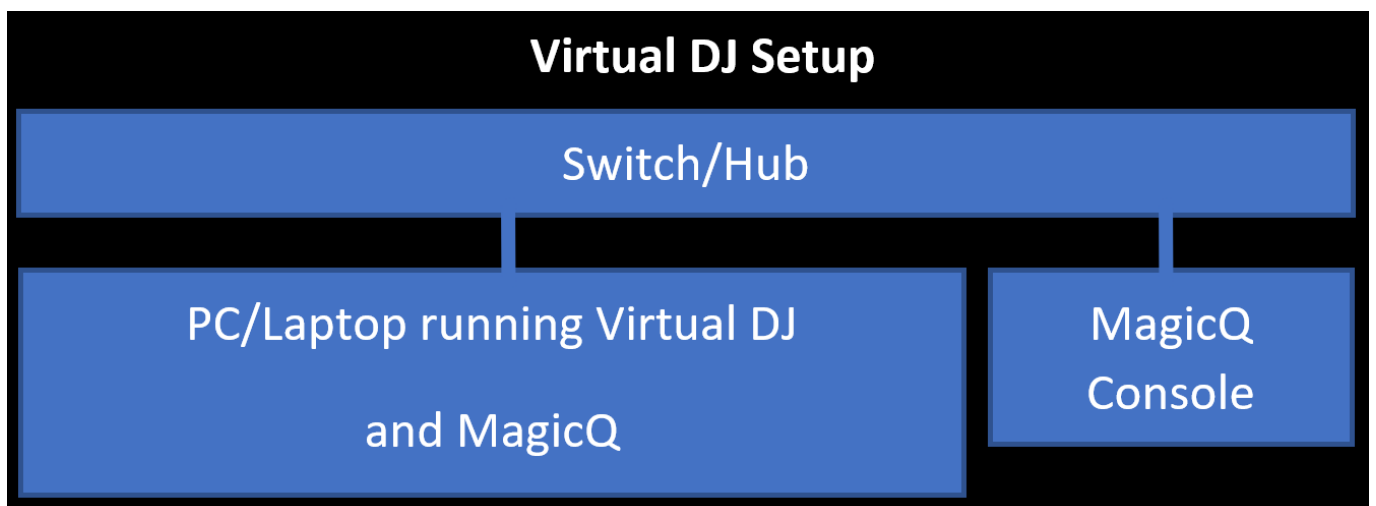 Virtual DJ Setup
Switch/Hub
PC/Laptop running Virtual DJ
and MagicQ
MagicQ
Console